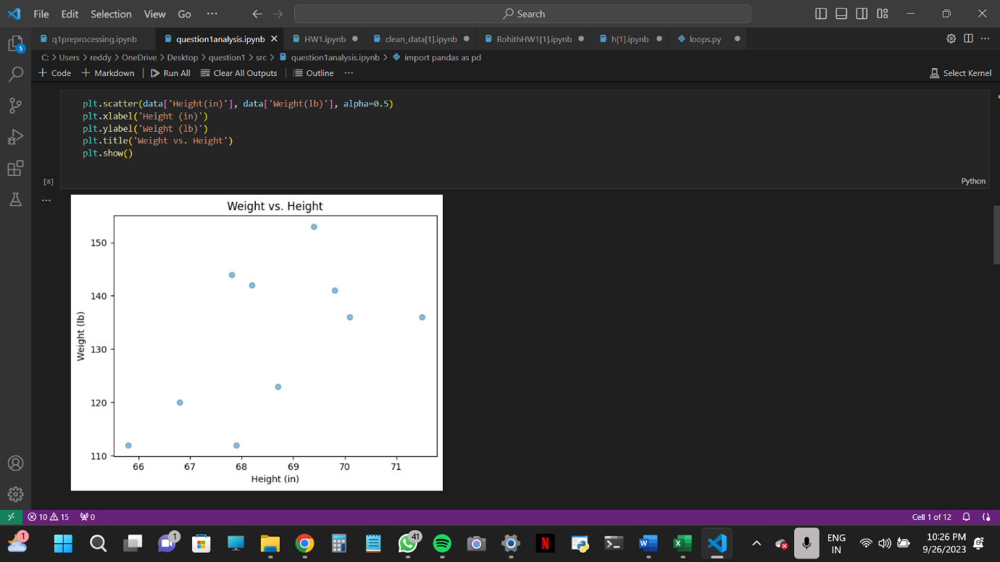 File Edit Selection View Go ··· Search
5
q1preprocessing.ipynb question1analysis.ipynb HW1.ipynb clean_data[1].ipynb RohithHW1[1].ipynb h[1].ipynb loops.py
C: > Users > reddy > OneDrive > Desktop > question1 > src > question1analysis.ipynb > import pandas as pd
+ Code + Markdown Run All Clear All Outputs Outline ··· Select Kernel
plt.scatter(data['Height(in)'], data['Weight(lb)'], alpha=0.5)
plt.xlabel('Height (in)')
plt.ylabel('Weight (lb)')
plt.title('Weight vs. Height')
plt.show()
[8] Python
Weight vs. Height
150
140
130
120
110
Weight (lb)
66 67 68 69 70 71
Height (in)
10 15 0 Cell 1 of 12
1 1 41 N W X ENG IN 10:26 PM 9/26/2023